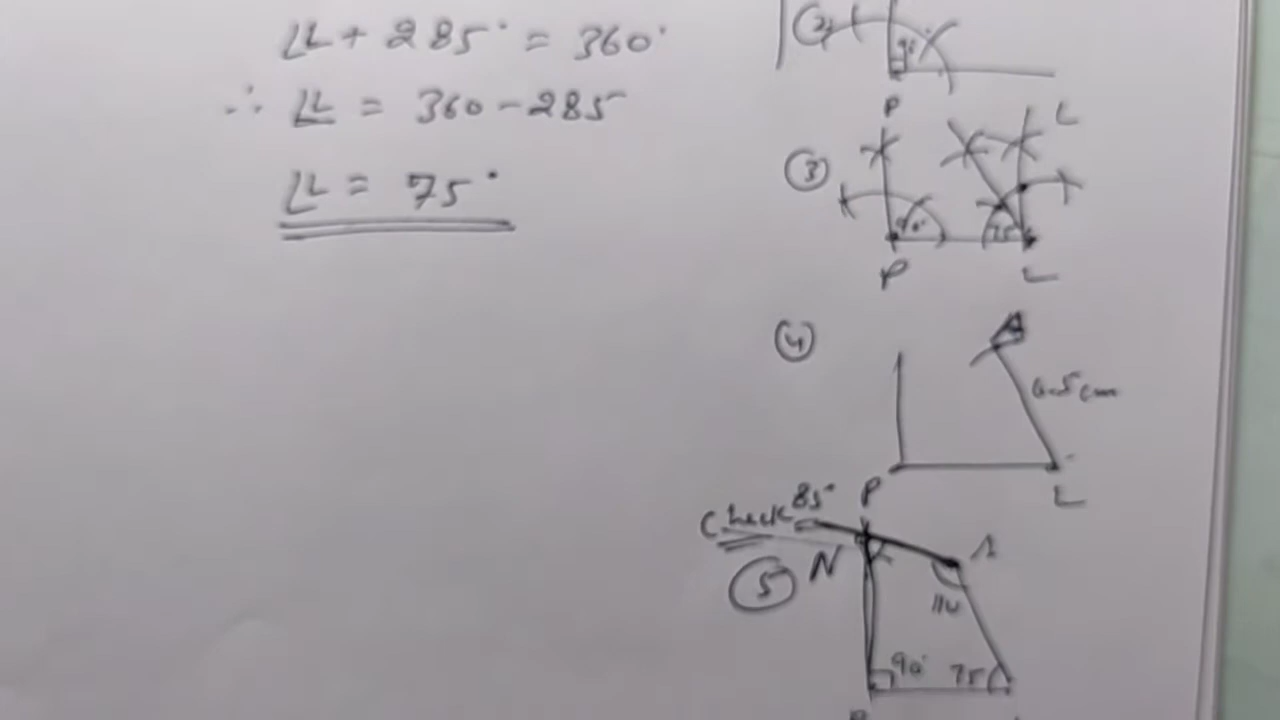 ∠L + 285° = 360°
∴ ∠L = 360 - 285
∠L = 75°
2
90°
P
L
3
90°
75
P
L
4
A
6.5 cm
P
L
Check 85°
N
A
5
110
90°
75